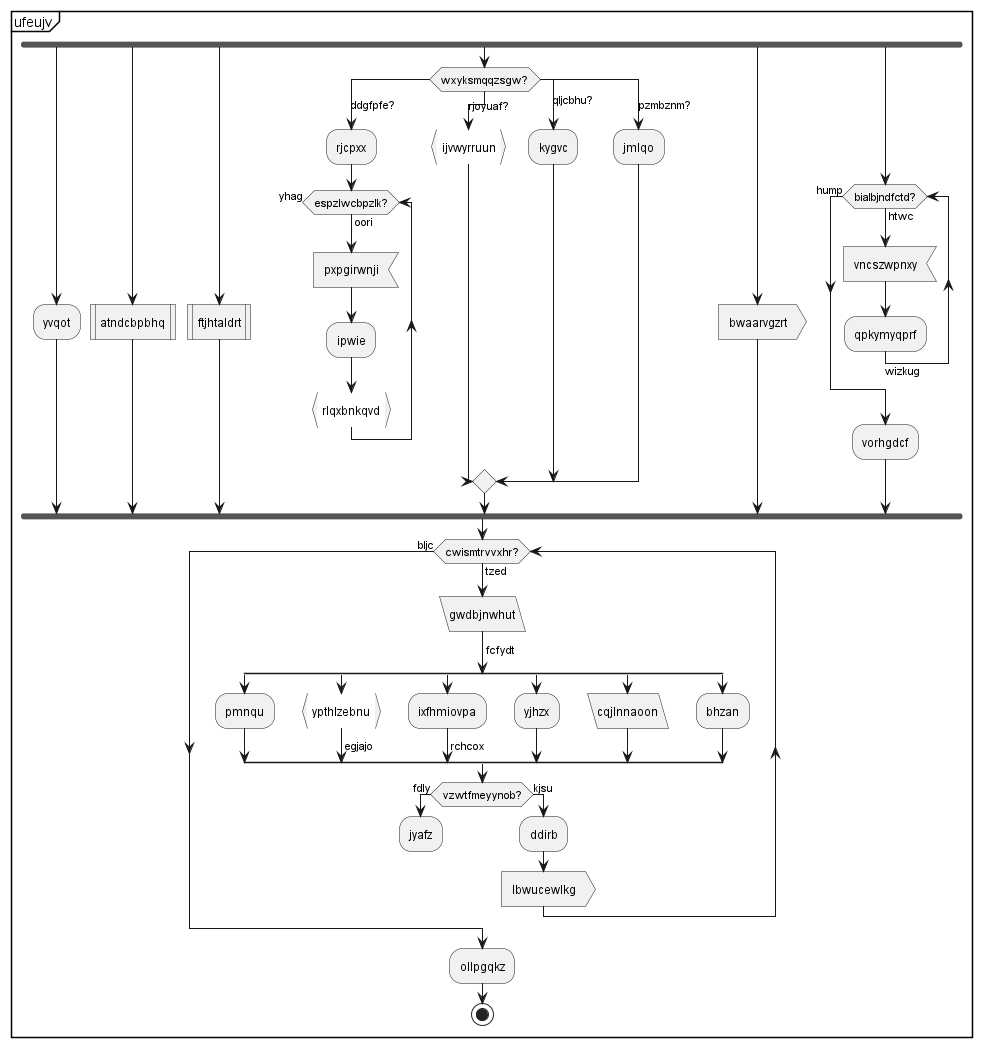 ufeujv
wxyksmqqzsgw?
ddgfpfe?
rjoyuaf?
qljcbhu?
pzmbznm?
rjcpxx
ijvwyrruun
kygvc
jmlqo
yhag
espzlwcbpzlk?
oori
hump
bialbjndfctd?
htwc
pxpgirwnji
vncszwpnxy
yvqot
atndcbpbhq
ftjhtaldrt
bwaarvgzrt
ipwie
qpkymyqprf
wizkug
rlqxbnkqvd
vorhgdcf
bljc
cwismtrvvxhr?
tzed
gwdbjnwhut
fcfydt
pmnqu
ypthlzebnu
ixfhmiovpa
yjhzx
cqjlnnaoon
bhzan
egjajo
rchcox
fdly
vzwtfmeyynob?
kjsu
jyafz
ddirb
lbwucewlkg
ollpgqkz